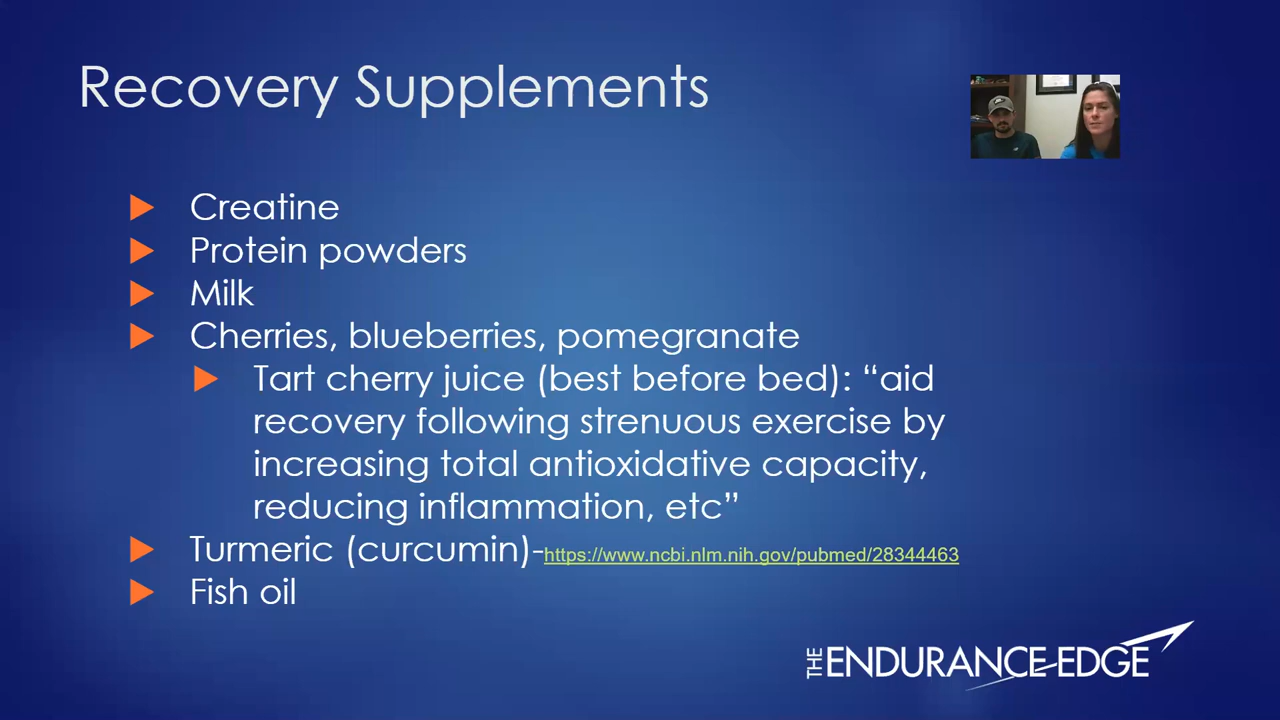 Recovery Supplements
Creatine
Protein powders
Milk
Cherries, blueberries, pomegranate
Tart cherry juice (best before bed): “aid
recovery following strenuous exercise by
increasing total antioxidative capacity,
reducing inflammation, etc”
Turmeric (curcumin)-https://www.ncbi.nlm.nih.gov/pubmed/28344463
Fish oil
THE ENDURANCE EDGE